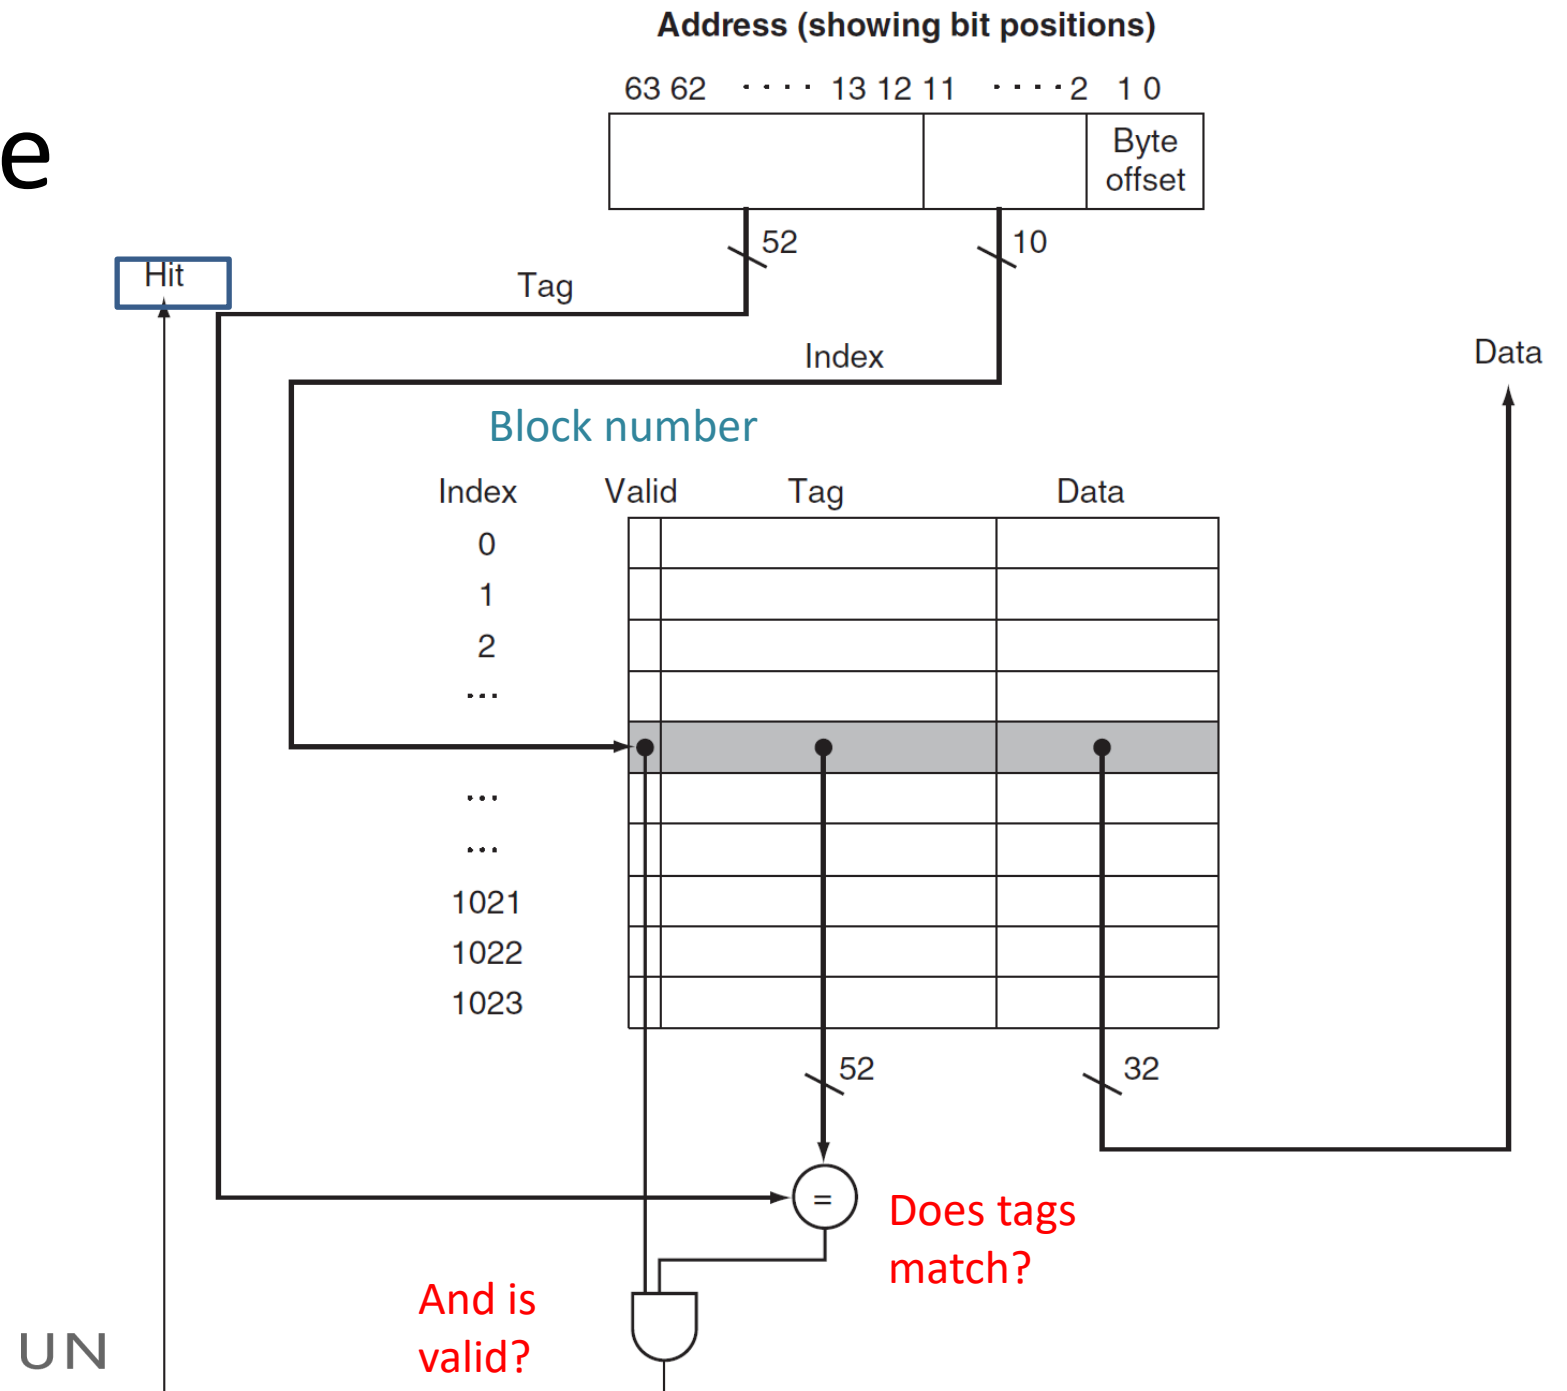 Address (showing bit positions)
63 62 ···· 13 12 11 ····2 1 0
e
Byte
offset
52
10
Hit
Tag
Index
Data
Block number
Index Valid Tag Data
0
1
2
...
...
...
1021
1022
1023
52
32
=
Does tags
match?
And is
valid?
UN